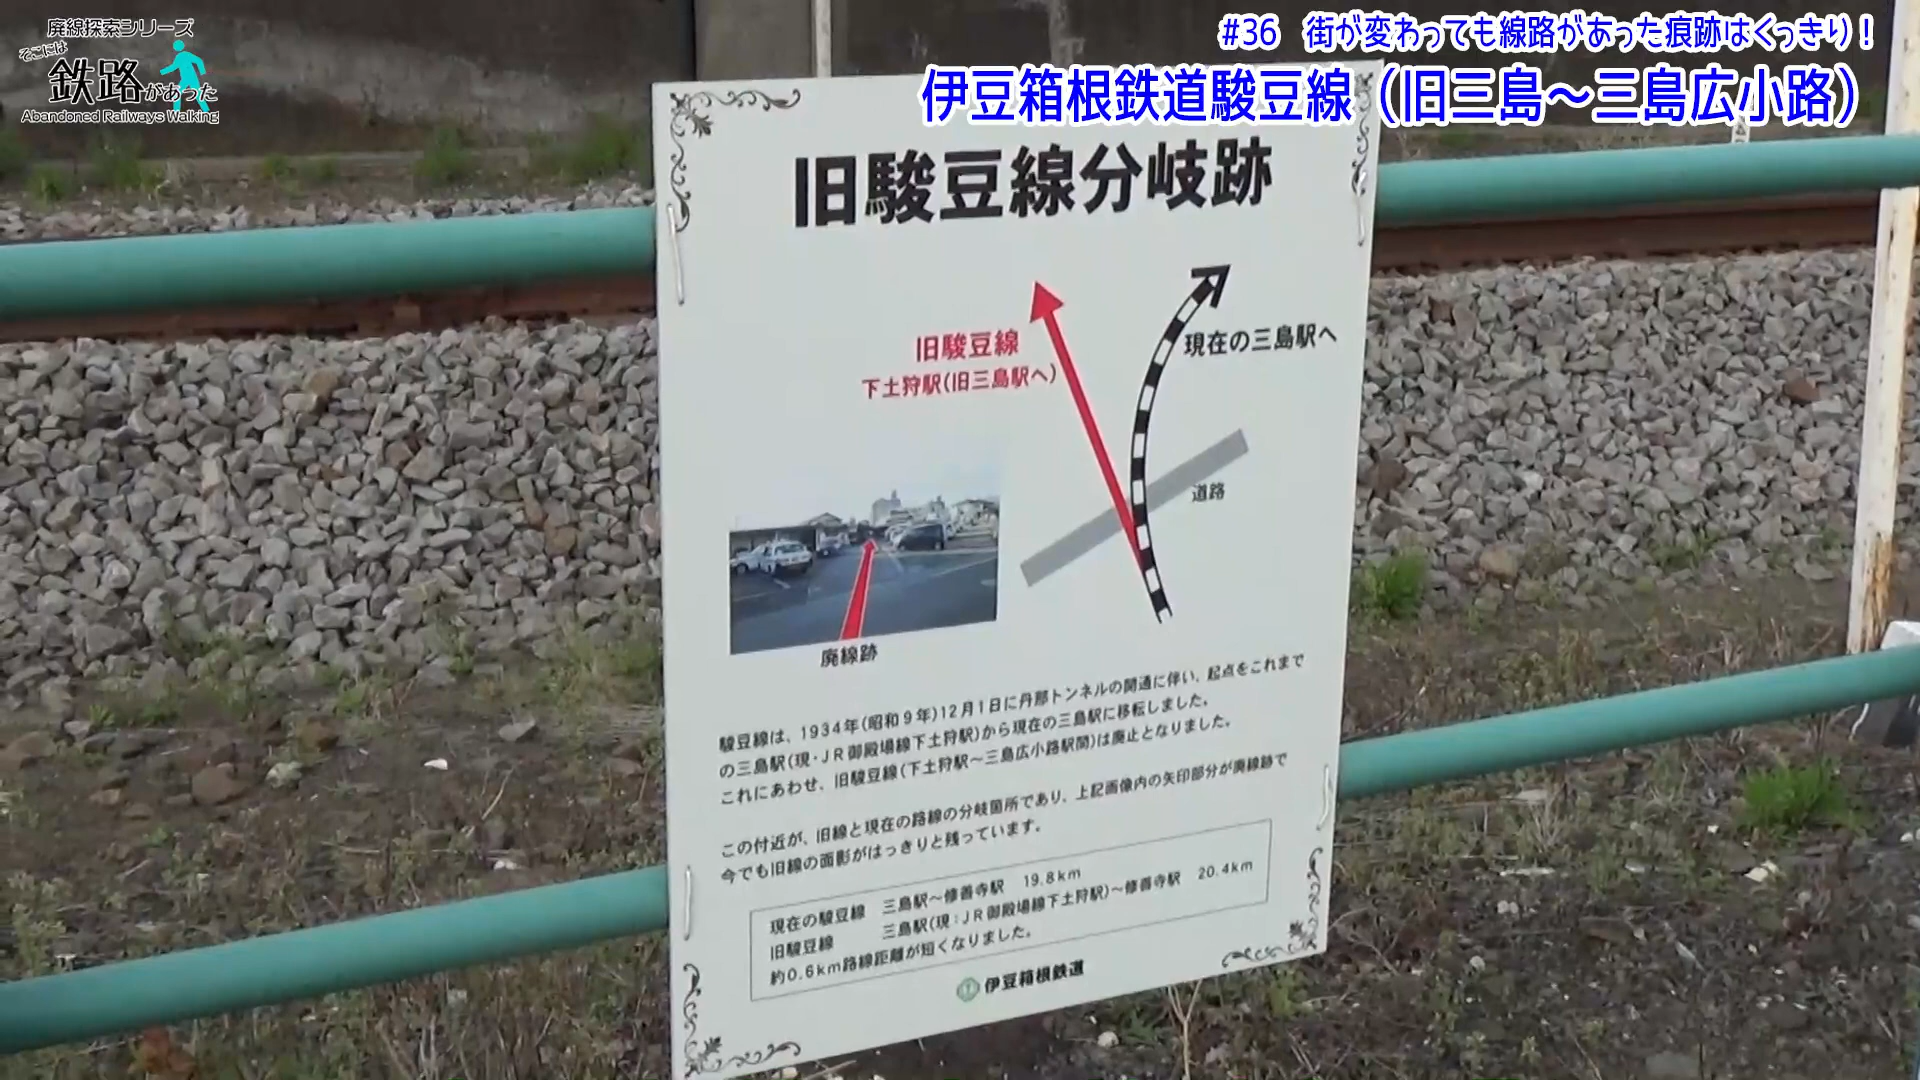 廃線探索シリーズ
そこには
鉄路があった
Abandoned Railways Walking
#36 街が変わっても線路があった痕跡はくっきり！
伊豆箱根鉄道駿豆線（旧三島〜三島広小路）
旧駿豆線分岐跡
旧駿豆線
下土狩駅(旧三島駅へ)
現在の三島駅へ
道路
廃線跡
駿豆線は、1934年(昭和9年)12月1日に丹那トンネルの開通に伴い、起点をこれまで
の三島駅(現・JR御殿場線下土狩駅)から現在の三島駅に移転しました。
これにあわせ、旧駿豆線(下土狩駅〜三島広小路駅間)は廃止となりました。
この付近が、旧線と現在の路線の分岐箇所であり、上記画像内の矢印部分が廃線跡で
今でも旧線の面影がはっきりと残っています。
現在の駿豆線 三島駅〜修善寺駅 19.8km
旧駿豆線 三島駅(現：JR御殿場線下土狩駅)〜修善寺駅 20.4km
約0.6km路線距離が短くなりました。
伊豆箱根鉄道